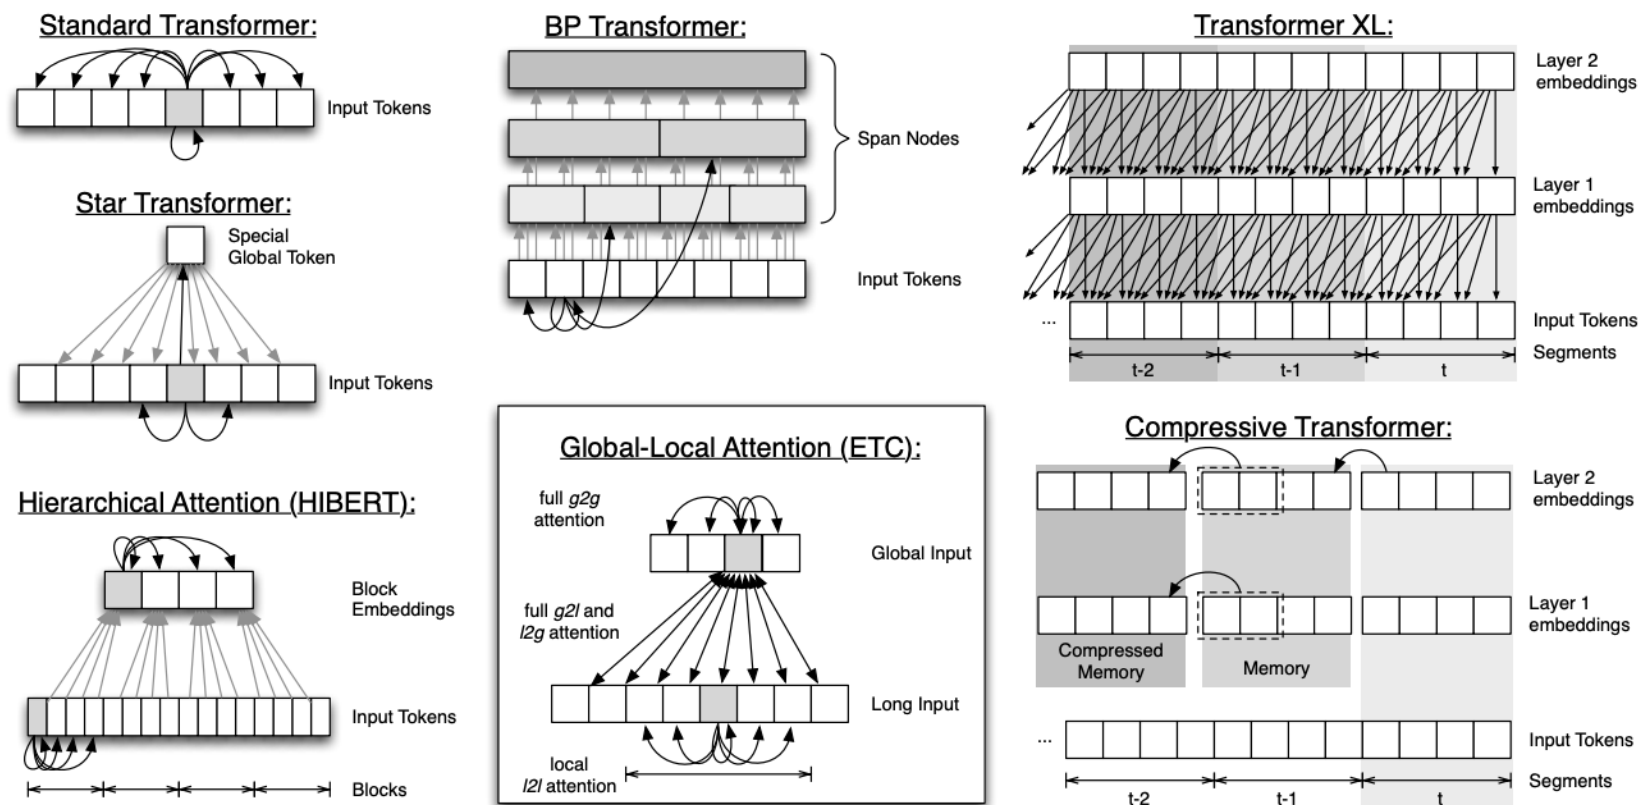 Standard Transformer:
Input Tokens
Star Transformer:
Special
Global Token
Input Tokens
Hierarchical Attention (HIBERT):
Block
Embeddings
Input Tokens
Blocks
BP Transformer:
Span Nodes
Input Tokens
Global-Local Attention (ETC):
full g2g
attention
Global Input
full g2l and
l2g attention
Long Input
local
l2l attention
Transformer XL:
Layer 2
embeddings
Layer 1
embeddings
... Input Tokens
Segments
t-2 t-1 t
Compressive Transformer:
Layer 2
embeddings
Layer 1
embeddings
Compressed
Memory
Memory
... Input Tokens
Segments
t-2 t-1 t